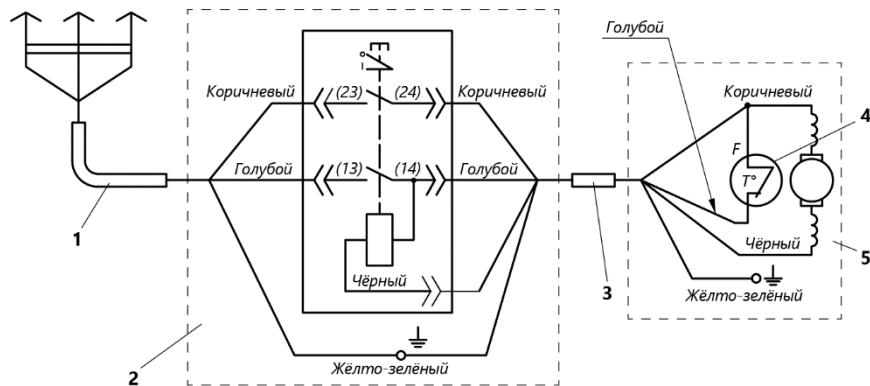 Голубой
Коричневый
(23)
(24)
Коричневый
Коричневый
4
F
T°
Голубой
(13)
(14)
Голубой
1
Чёрный
5
Чёрный
3
Жёлто-зелёный
Жёлто-зелёный
2